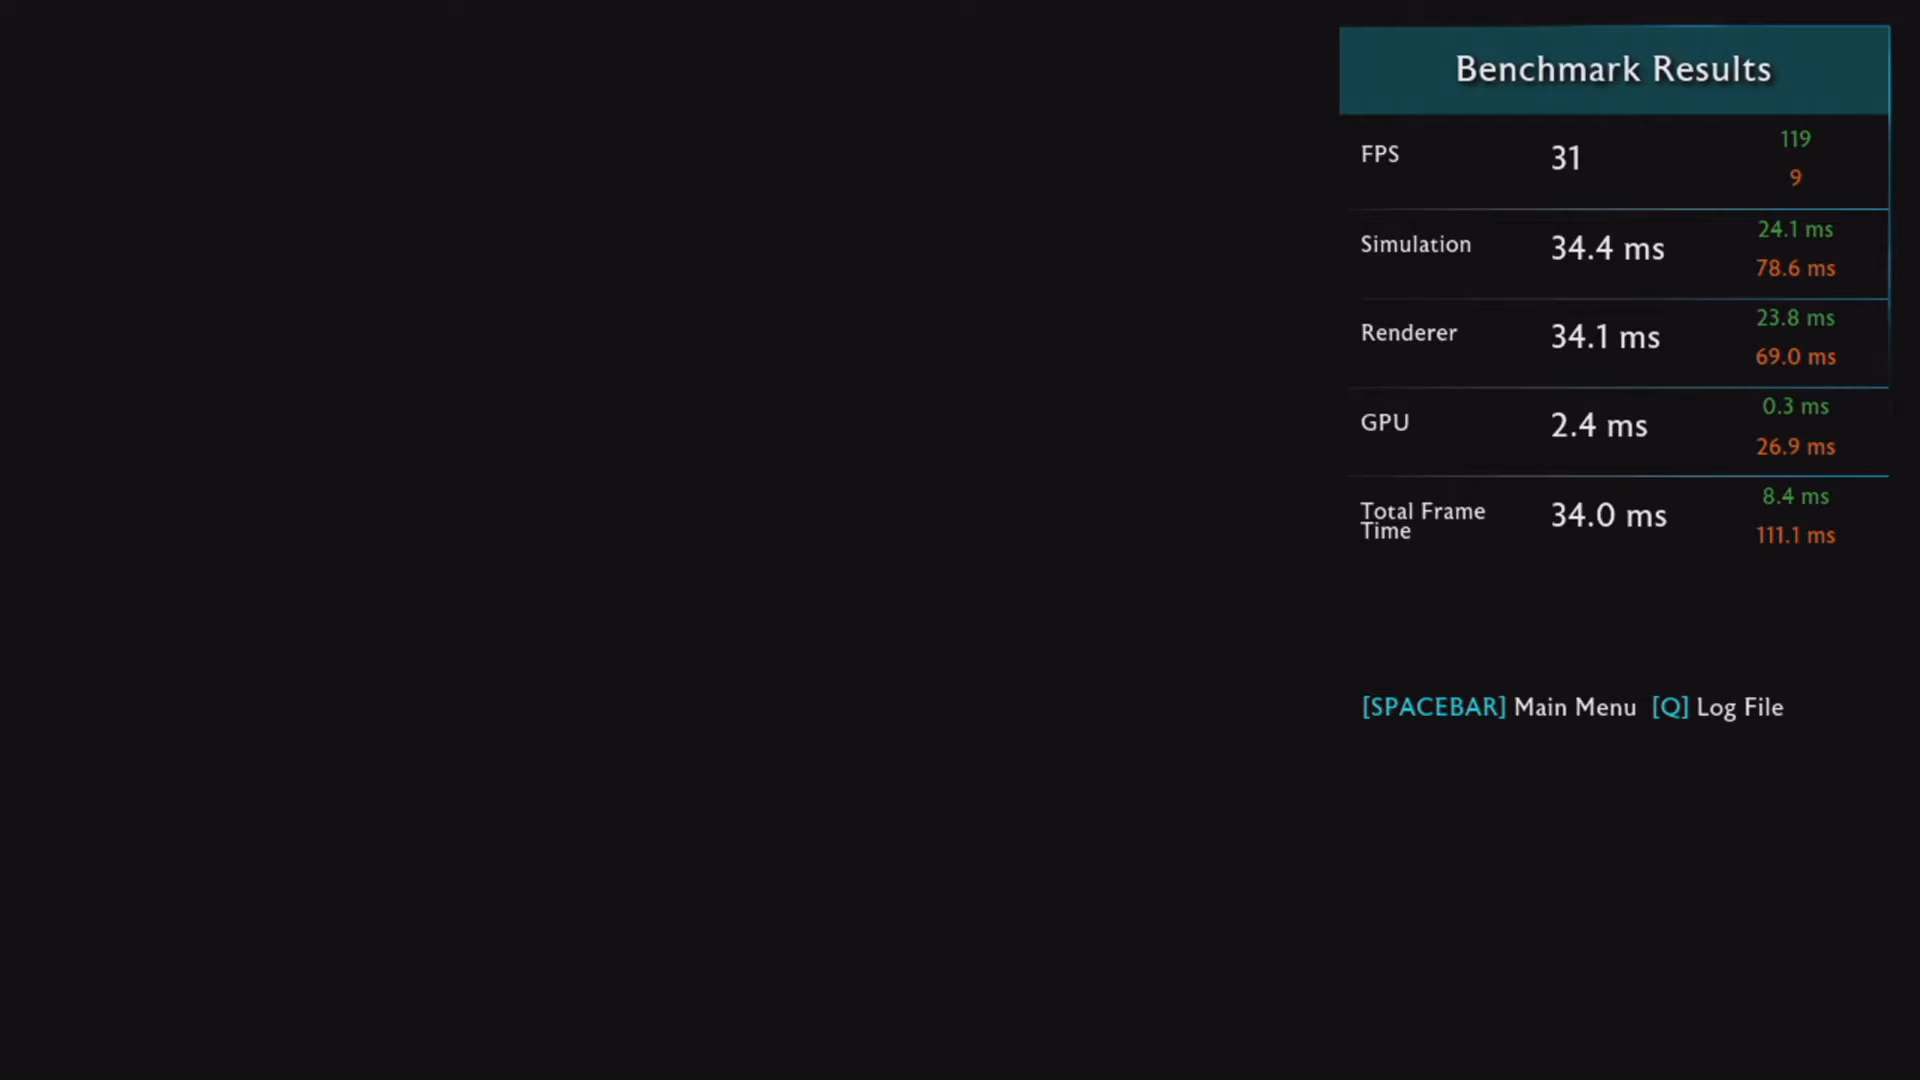 Benchmark Results
FPS 31 119
9
Simulation 34.4 ms 24.1 ms
78.6 ms
Renderer 34.1 ms 23.8 ms
69.0 ms
GPU 2.4 ms 0.3 ms
26.9 ms
Total Frame
Time 34.0 ms 8.4 ms
111.1 ms
[SPACEBAR] Main Menu [Q] Log File